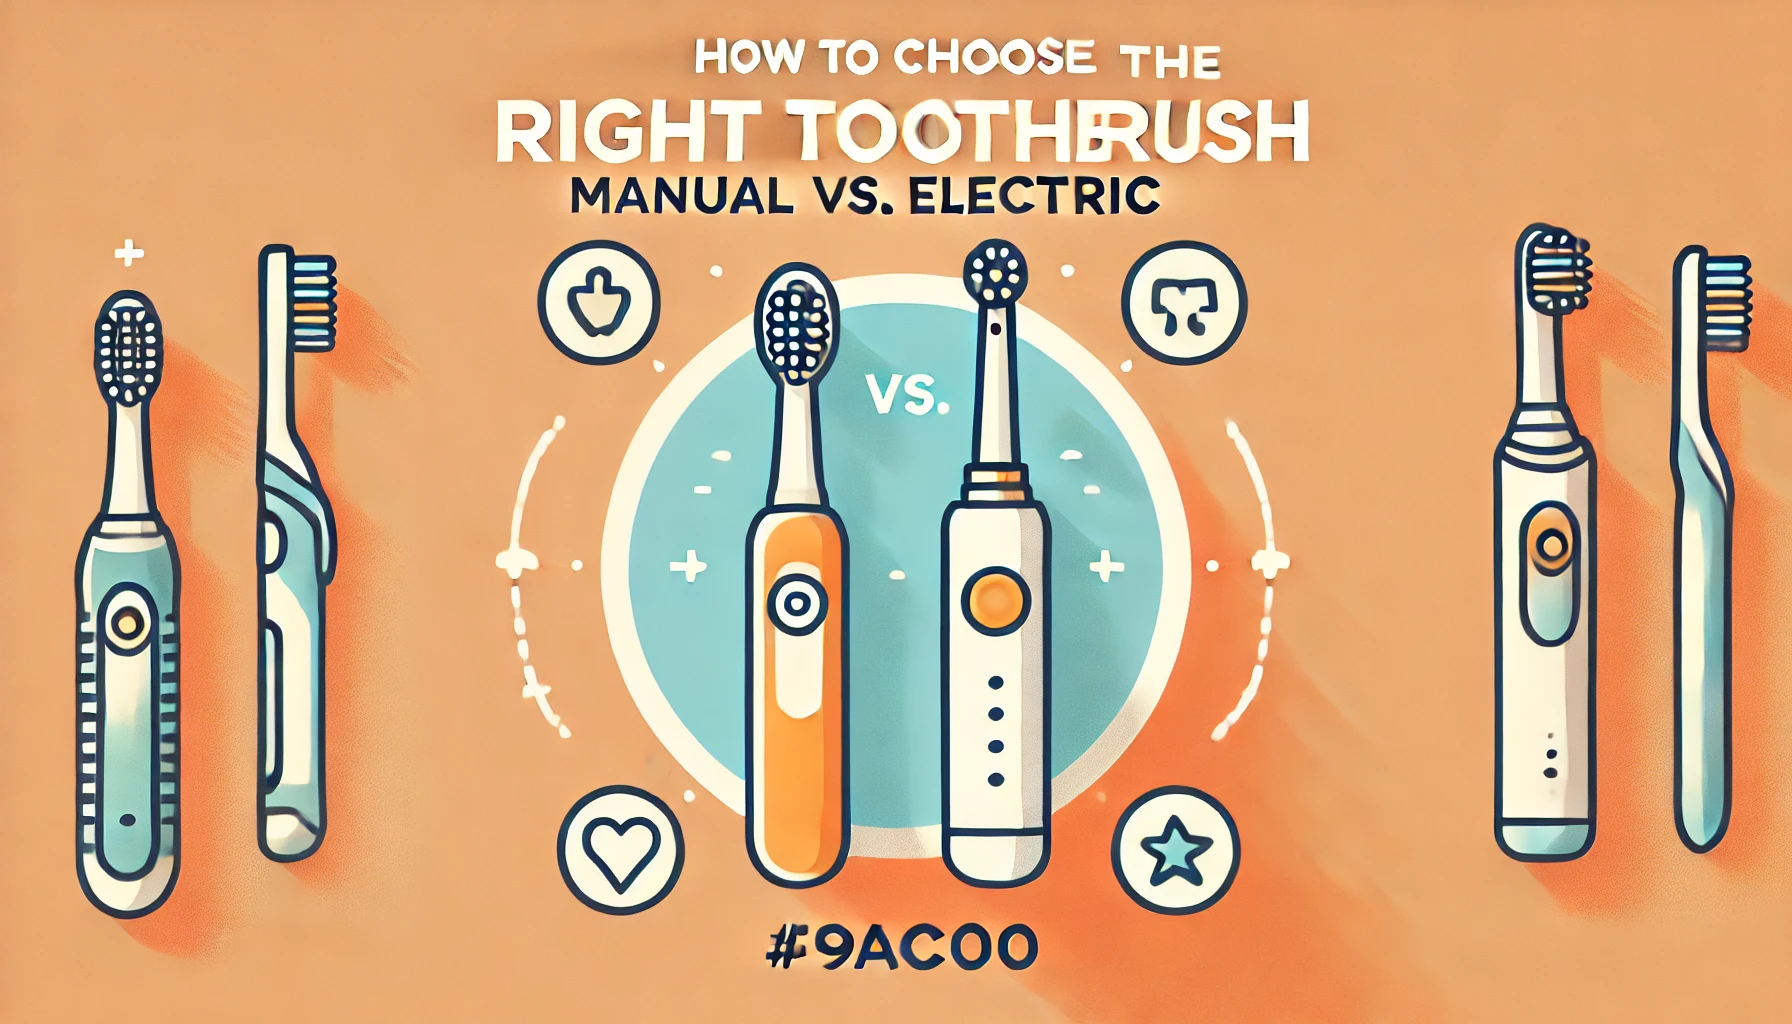 HOW TO CHOOSE THE
RIGHT TOOTHBRUSH
MANUAL VS. ELECTRIC
VS.
#9AC00